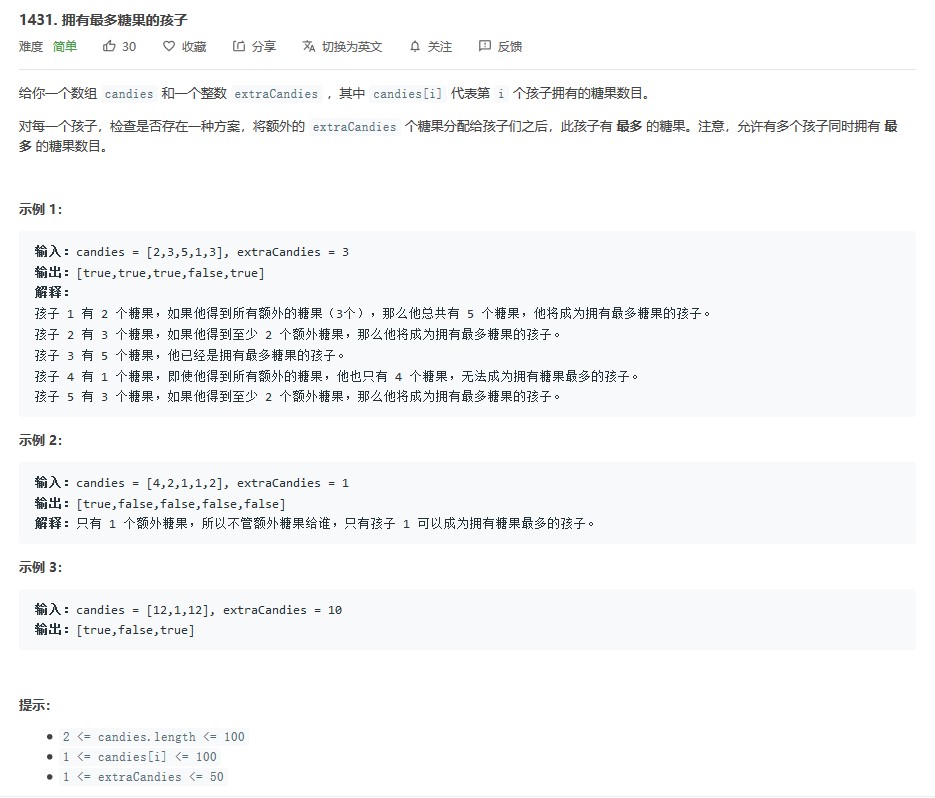 1431. 拥有最多糖果的孩子
难度 简单 30 收藏 分享 切换为英文 关注 反馈
给你一个数组 candies 和一个整数 extraCandies ，其中 candies[i] 代表第 i 个孩子拥有的糖果数目。
对每一个孩子，检查是否存在一种方案，将额外的 extraCandies 个糖果分配给孩子们之后，此孩子有 最多 的糖果。注意，允许有多个孩子同时拥有 最
多 的糖果数目。
示例 1：
输入：candies = [2,3,5,1,3], extraCandies = 3
输出：[true,true,true,false,true]
解释：
孩子 1 有 2 个糖果，如果他得到所有额外的糖果（3个），那么他总共有 5 个糖果，他将成为拥有最多糖果的孩子。
孩子 2 有 3 个糖果，如果他得到至少 2 个额外糖果，那么他将成为拥有最多糖果的孩子。
孩子 3 有 5 个糖果，他已经是拥有最多糖果的孩子。
孩子 4 有 1 个糖果，即使他得到所有额外的糖果，他也只有 4 个糖果，无法成为拥有糖果最多的孩子。
孩子 5 有 3 个糖果，如果他得到至少 2 个额外糖果，那么他将成为拥有最多糖果的孩子。
示例 2：
输入：candies = [4,2,1,1,2], extraCandies = 1
输出：[true,false,false,false,false]
解释：只有 1 个额外糖果，所以不管额外糖果给谁，只有孩子 1 可以成为拥有糖果最多的孩子。
示例 3：
输入：candies = [12,1,12], extraCandies = 10
输出：[true,false,true]
提示：
2 <= candies.length <= 100
1 <= candies[i] <= 100
1 <= extraCandies <= 50